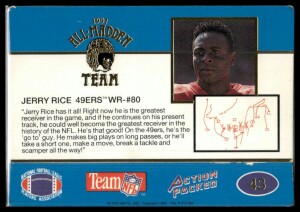 1991
ALL-MADDEN
TEAM
JERRY RICE 49ERS™ WR-#80
"Jerry Rice has it all! Right now he is the greatest
receiver in the game, and if he continues on his present
track, he could well become the greatest receiver in the
history of the NFL. He's that good! On the 49ers, he's the
'go to' guy. He makes big plays on long passes, or he'll
take a short one, make a move, break a tackle and
scamper all the way!"
Team NFL
ACTION
PACKED
43